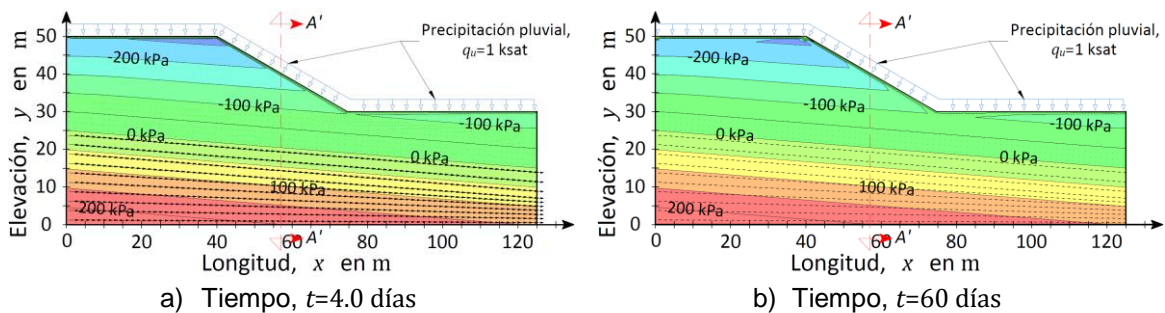 A'
Precipitación pluvial,
qu=1 ksat
50
40
30
20
10
0
Elevación, y en m
-200 kPa
-100 kPa
-100 kPa
0 kPa
0 kPa
100 kPa
200 kPa
A'
0 20 40 60 80 100 120
Longitud, x en m
a) Tiempo, t=4.0 días
A'
Precipitación pluvial,
qu=1 ksat
50
40
30
20
10
0
Elevación, y en m
-200 kPa
-100 kPa
-100 kPa
0 kPa
0 kPa
100 kPa
200 kPa
A'
0 20 40 60 80 100 120
Longitud, x en m
b) Tiempo, t=60 días